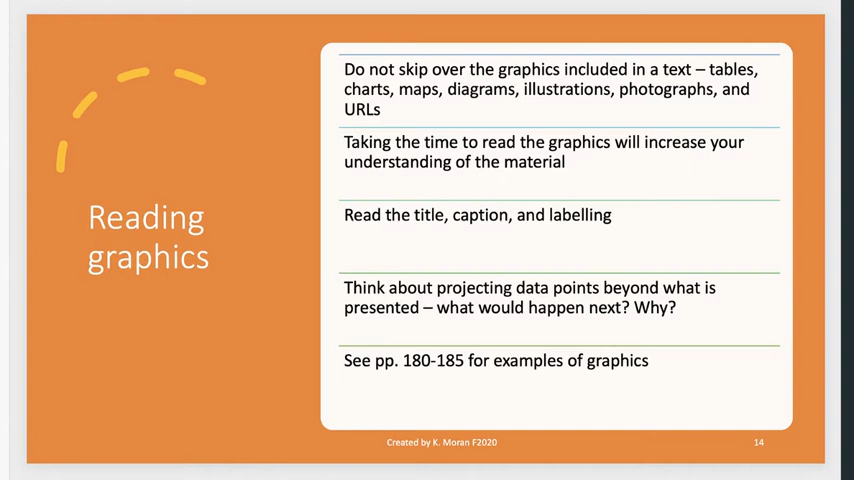 Reading
graphics
Do not skip over the graphics included in a text – tables,
charts, maps, diagrams, illustrations, photographs, and
URLs
Taking the time to read the graphics will increase your
understanding of the material
Read the title, caption, and labelling
Think about projecting data points beyond what is
presented – what would happen next? Why?
See pp. 180-185 for examples of graphics
Created by K. Moran F2020
14